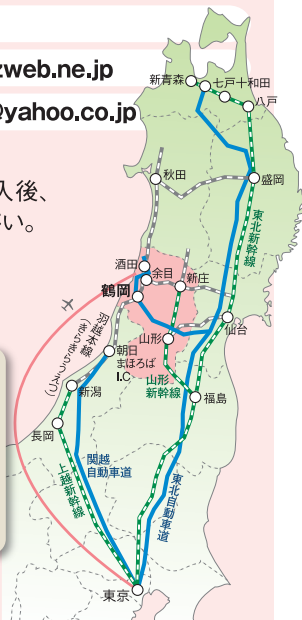 zweb.ne.jp
@yahoo.co.jp
入後、
い。
新青森
七戸十和田
八戸
秋田
盛岡
東北新幹線
酒田
余目
新庄
鶴岡
羽越本線
(きらきらうえつ)
仙台
朝日
まほろば
I.C
山形
山形
新幹線
福島
新潟
長岡
関越
自動車道
東北自動車道
上越新幹線
東京